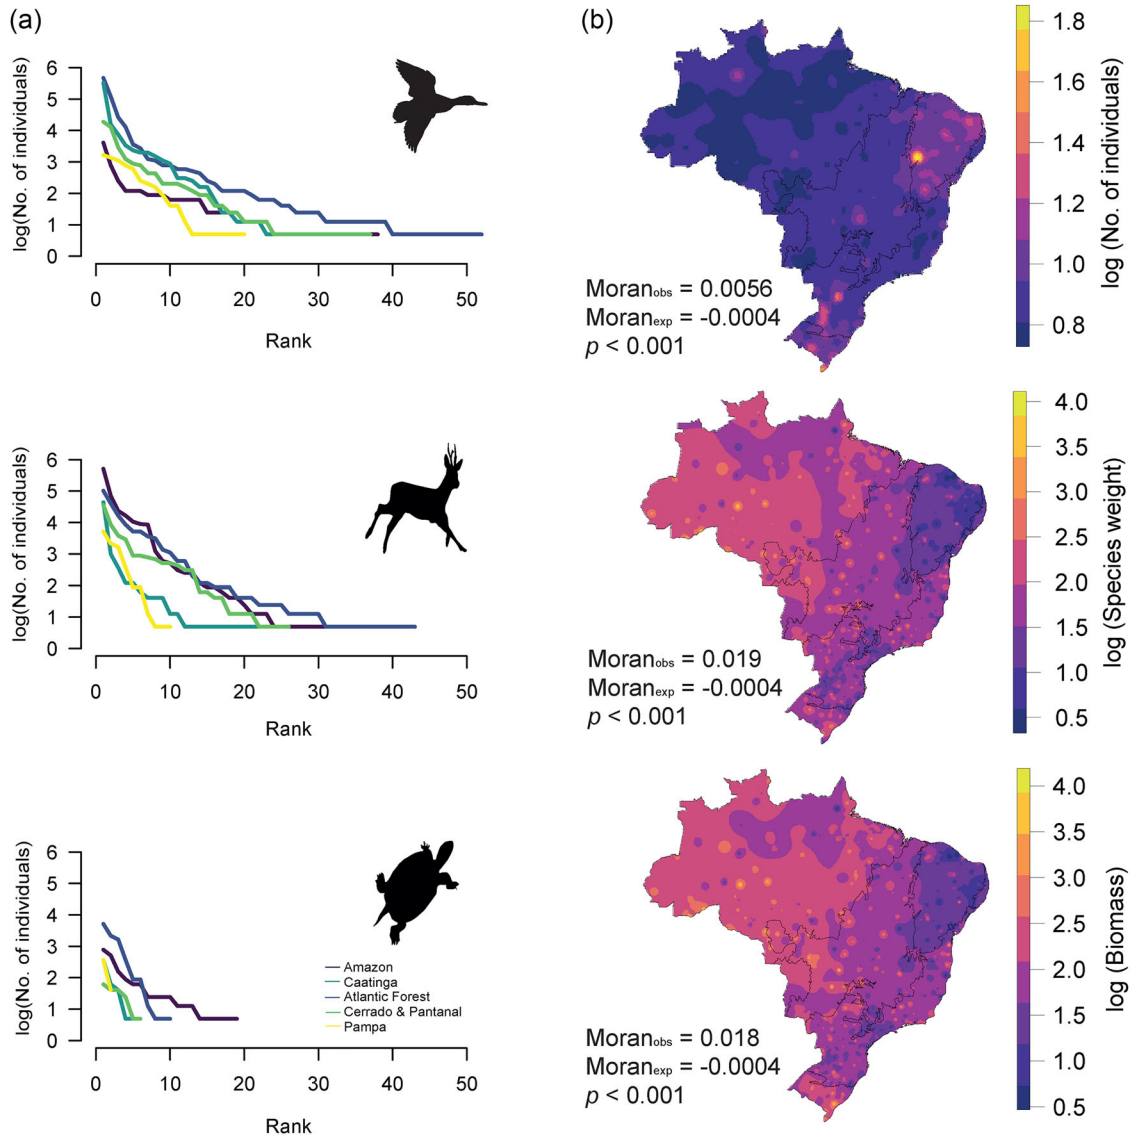 (a)
log(No. of individuals)
6
5
4
3
2
1
0
0 10 20 30 40 50
Rank
log(No. of individuals)
6
5
4
3
2
1
0
0 10 20 30 40 50
Rank
log(No. of individuals)
6
5
4
3
2
1
0
Amazon
Caatinga
Atlantic Forest
Cerrado & Pantanal
Pampa
0 10 20 30 40 50
Rank
(b)
Moranobs = 0.0056
Moranexp = -0.0004
p < 0.001
1.8
1.6
1.4
1.2
1.0
0.8
log (No. of individuals)
Moranobs = 0.019
Moranexp = -0.0004
p < 0.001
4.0
3.5
3.0
2.5
2.0
1.5
1.0
0.5
log (Species weight)
Moranobs = 0.018
Moranexp = -0.0004
p < 0.001
4.0
3.5
3.0
2.5
2.0
1.5
1.0
0.5
log (Biomass)